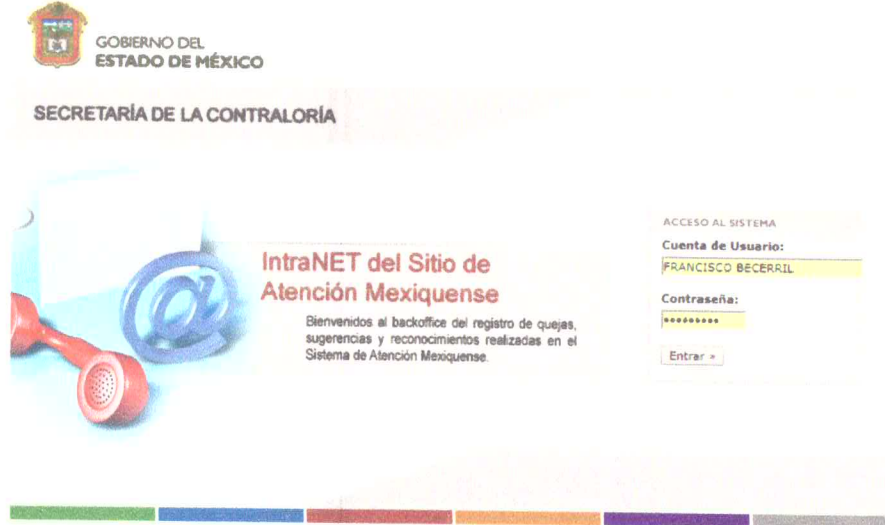 GOBIERNO DEL
ESTADO DE MÉXICO
SECRETARÍA DE LA CONTRALORÍA
IntraNET del Sitio de
Atención Mexiquense
Bienvenidos al backoffice del registro de quejas,
sugerencias y reconocimientos realizadas en el
Sistema de Atención Mexiquense.
ACCESO AL SISTEMA
Cuenta de Usuario:
FRANCISCO BECERRIL
Contraseña:
•••••••••
Entrar »